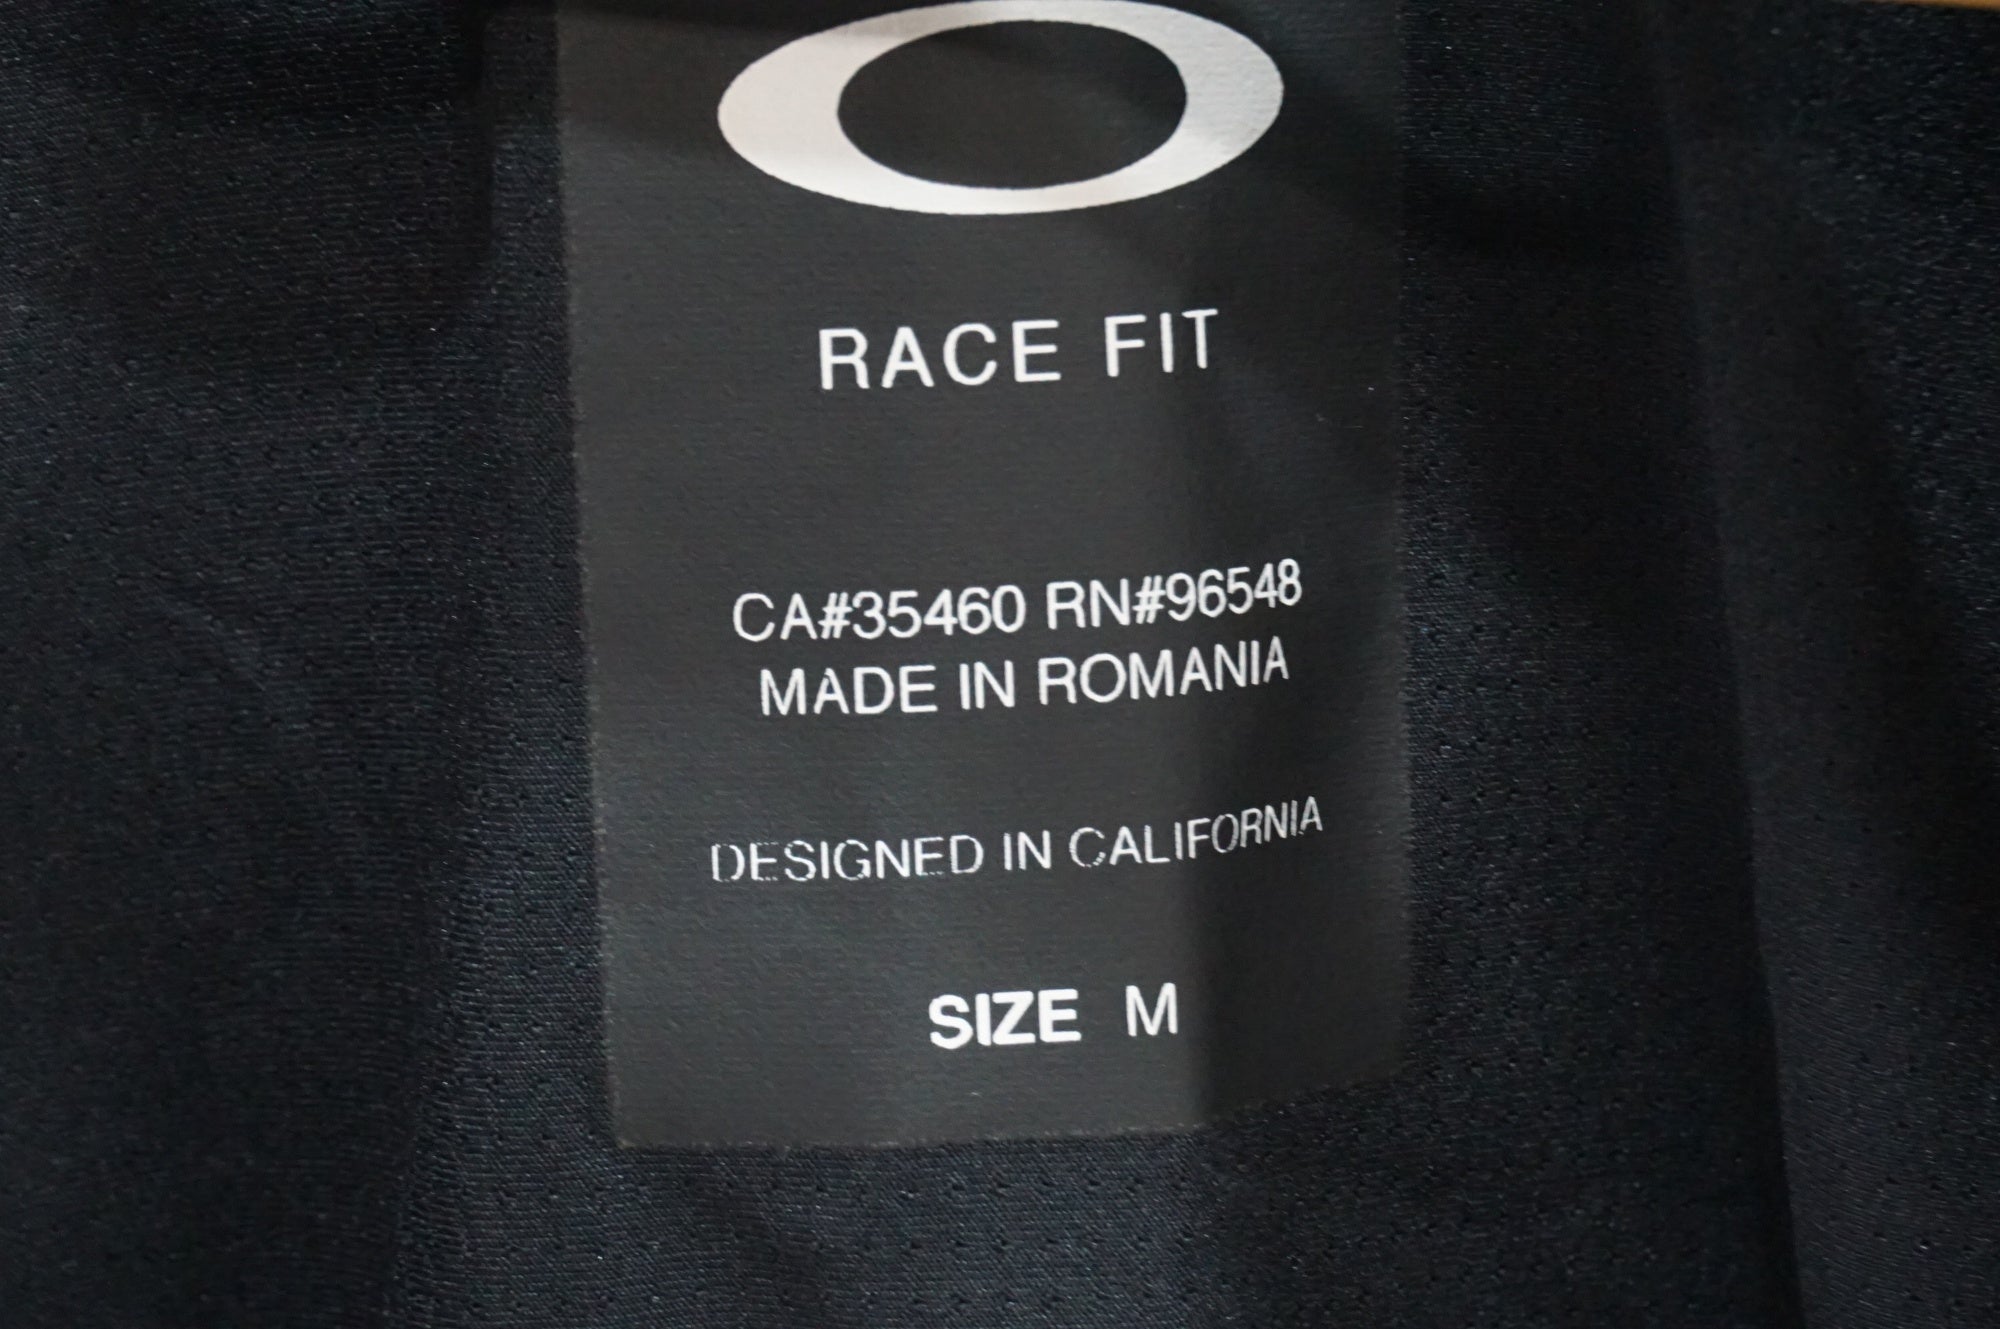 RACE FIT
CA#35460 RN#96548
MADE IN ROMANIA
DESIGNED IN CALIFORNIA
SIZE M